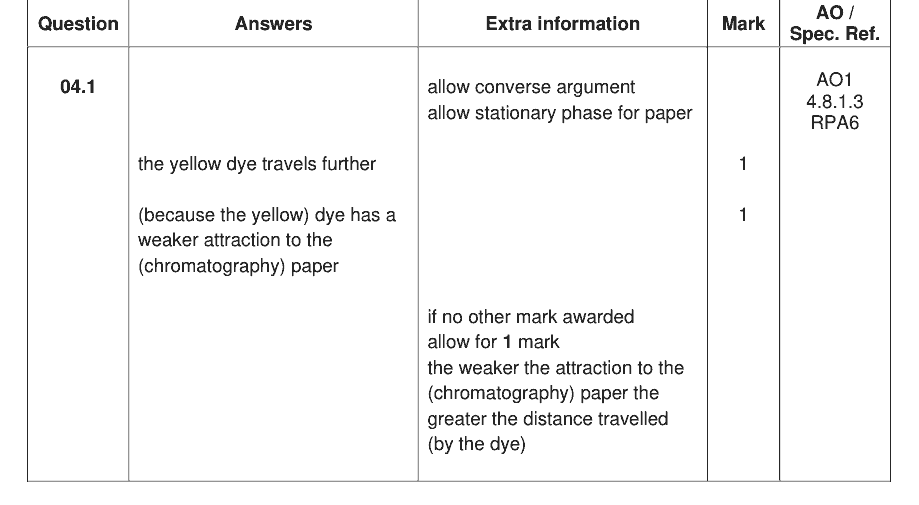 Question Answers Extra information Mark AO / Spec. Ref.
04.1 allow converse argument AO1
allow stationary phase for paper 4.8.1.3
RPA6
the yellow dye travels further 1
(because the yellow) dye has a 1
weaker attraction to the
(chromatography) paper
if no other mark awarded
allow for 1 mark
the weaker the attraction to the
(chromatography) paper the
greater the distance travelled
(by the dye)